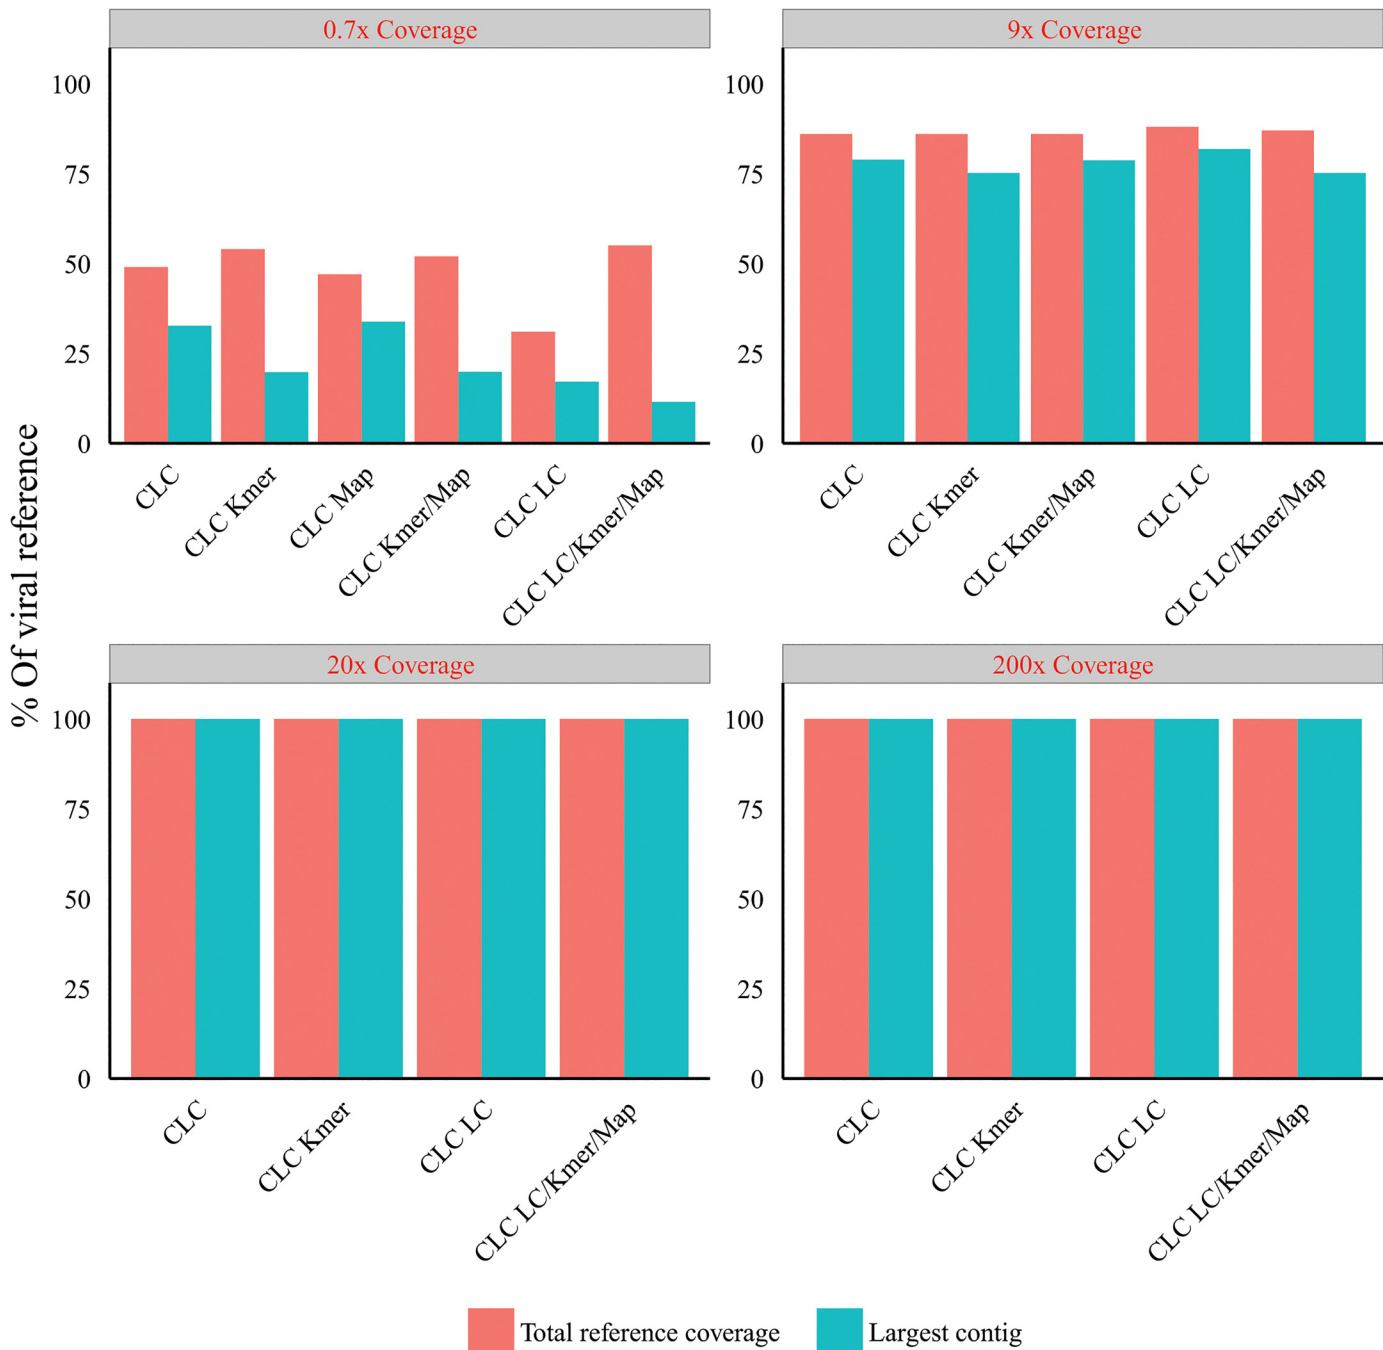 0.7x Coverage
9x Coverage
100
75
50
25
0
CLC
CLC Kmer
CLC Map
CLC Kmer/Map
CLC LC
CLC LC/Kmer/Map
100
75
50
25
0
CLC
CLC Kmer
CLC Kmer/Map
CLC LC
CLC LC/Kmer/Map
% Of viral reference
20x Coverage
200x Coverage
100
75
50
25
0
CLC
CLC Kmer
CLC LC
CLC LC/Kmer/Map
100
75
50
25
0
CLC
CLC Kmer
CLC LC
CLC LC/Kmer/Map
Total reference coverage
Largest contig